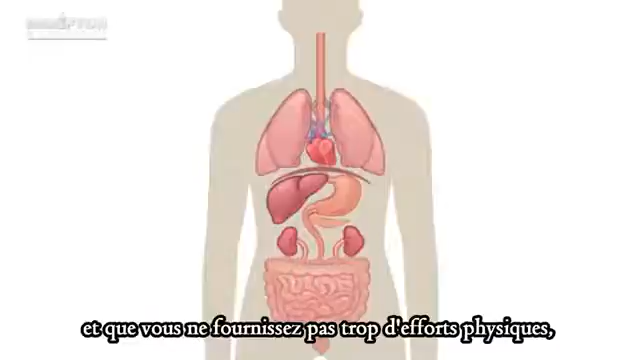 et que vous ne fournissez pas trop d'efforts physiques,